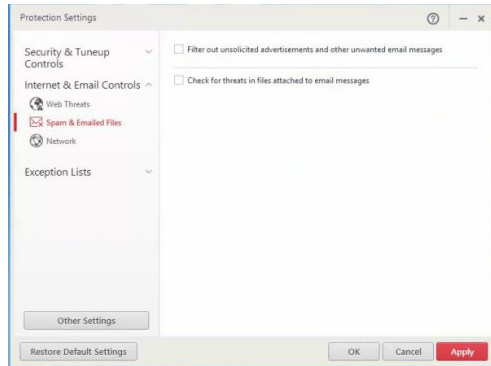 Protection Settings
Security & Tuneup
Controls
Internet & Email Controls
Web Threats
Spam & Emailed Files
Network
Exception Lists
Other Settings
Filter out unsolicited advertisements and other unwanted email messages
Check for threats in files attached to email messages
Restore Default Settings
OK
Cancel
Apply